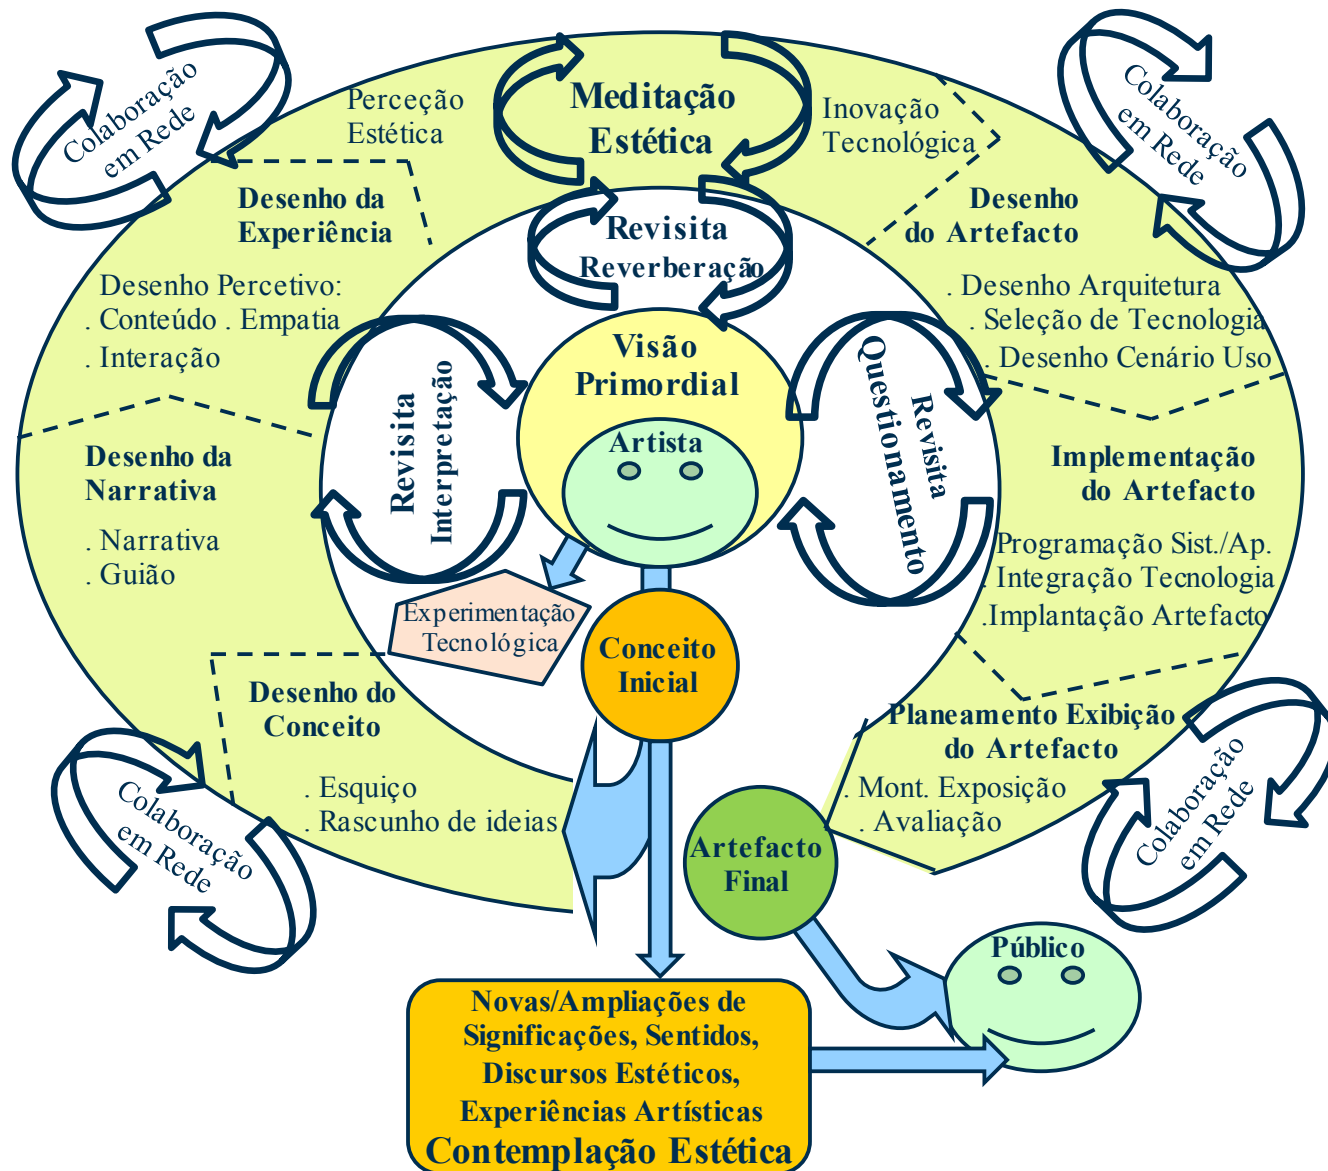 Colaboração
em Rede
Perceção
Estética
Meditação
Estética
Inovação
Tecnológica
Colaboração
em Rede
Desenho da
Experiência
Desenho Percetivo:
. Conteúdo . Empatia
. Interação
Revisita
Reverberação
Desenho
do Artefacto
. Desenho Arquitetura
. Seleção de Tecnologia
. Desenho Cenário Uso
Visão
Primordial
Artista
Revisita
Interpretação
Revisita
Questionamento
Desenho da
Narrativa
. Narrativa
. Guião
Implementação
do Artefacto
Programação Sist./Ap.
. Integração Tecnologia
.Implantação Artefacto
Experimentação
Tecnológica
Conceito
Inicial
Desenho do
Conceito
. Esquiço
. Rascunho de ideias
Planeamento Exibição
do Artefacto
. Mont. Exposição
. Avaliação
Colaboração
em Rede
Colaboração
em Rede
Artefacto
Final
Público
Novas/Ampliações de
Significações, Sentidos,
Discursos Estéticos,
Experiências Artísticas
Contemplação Estética